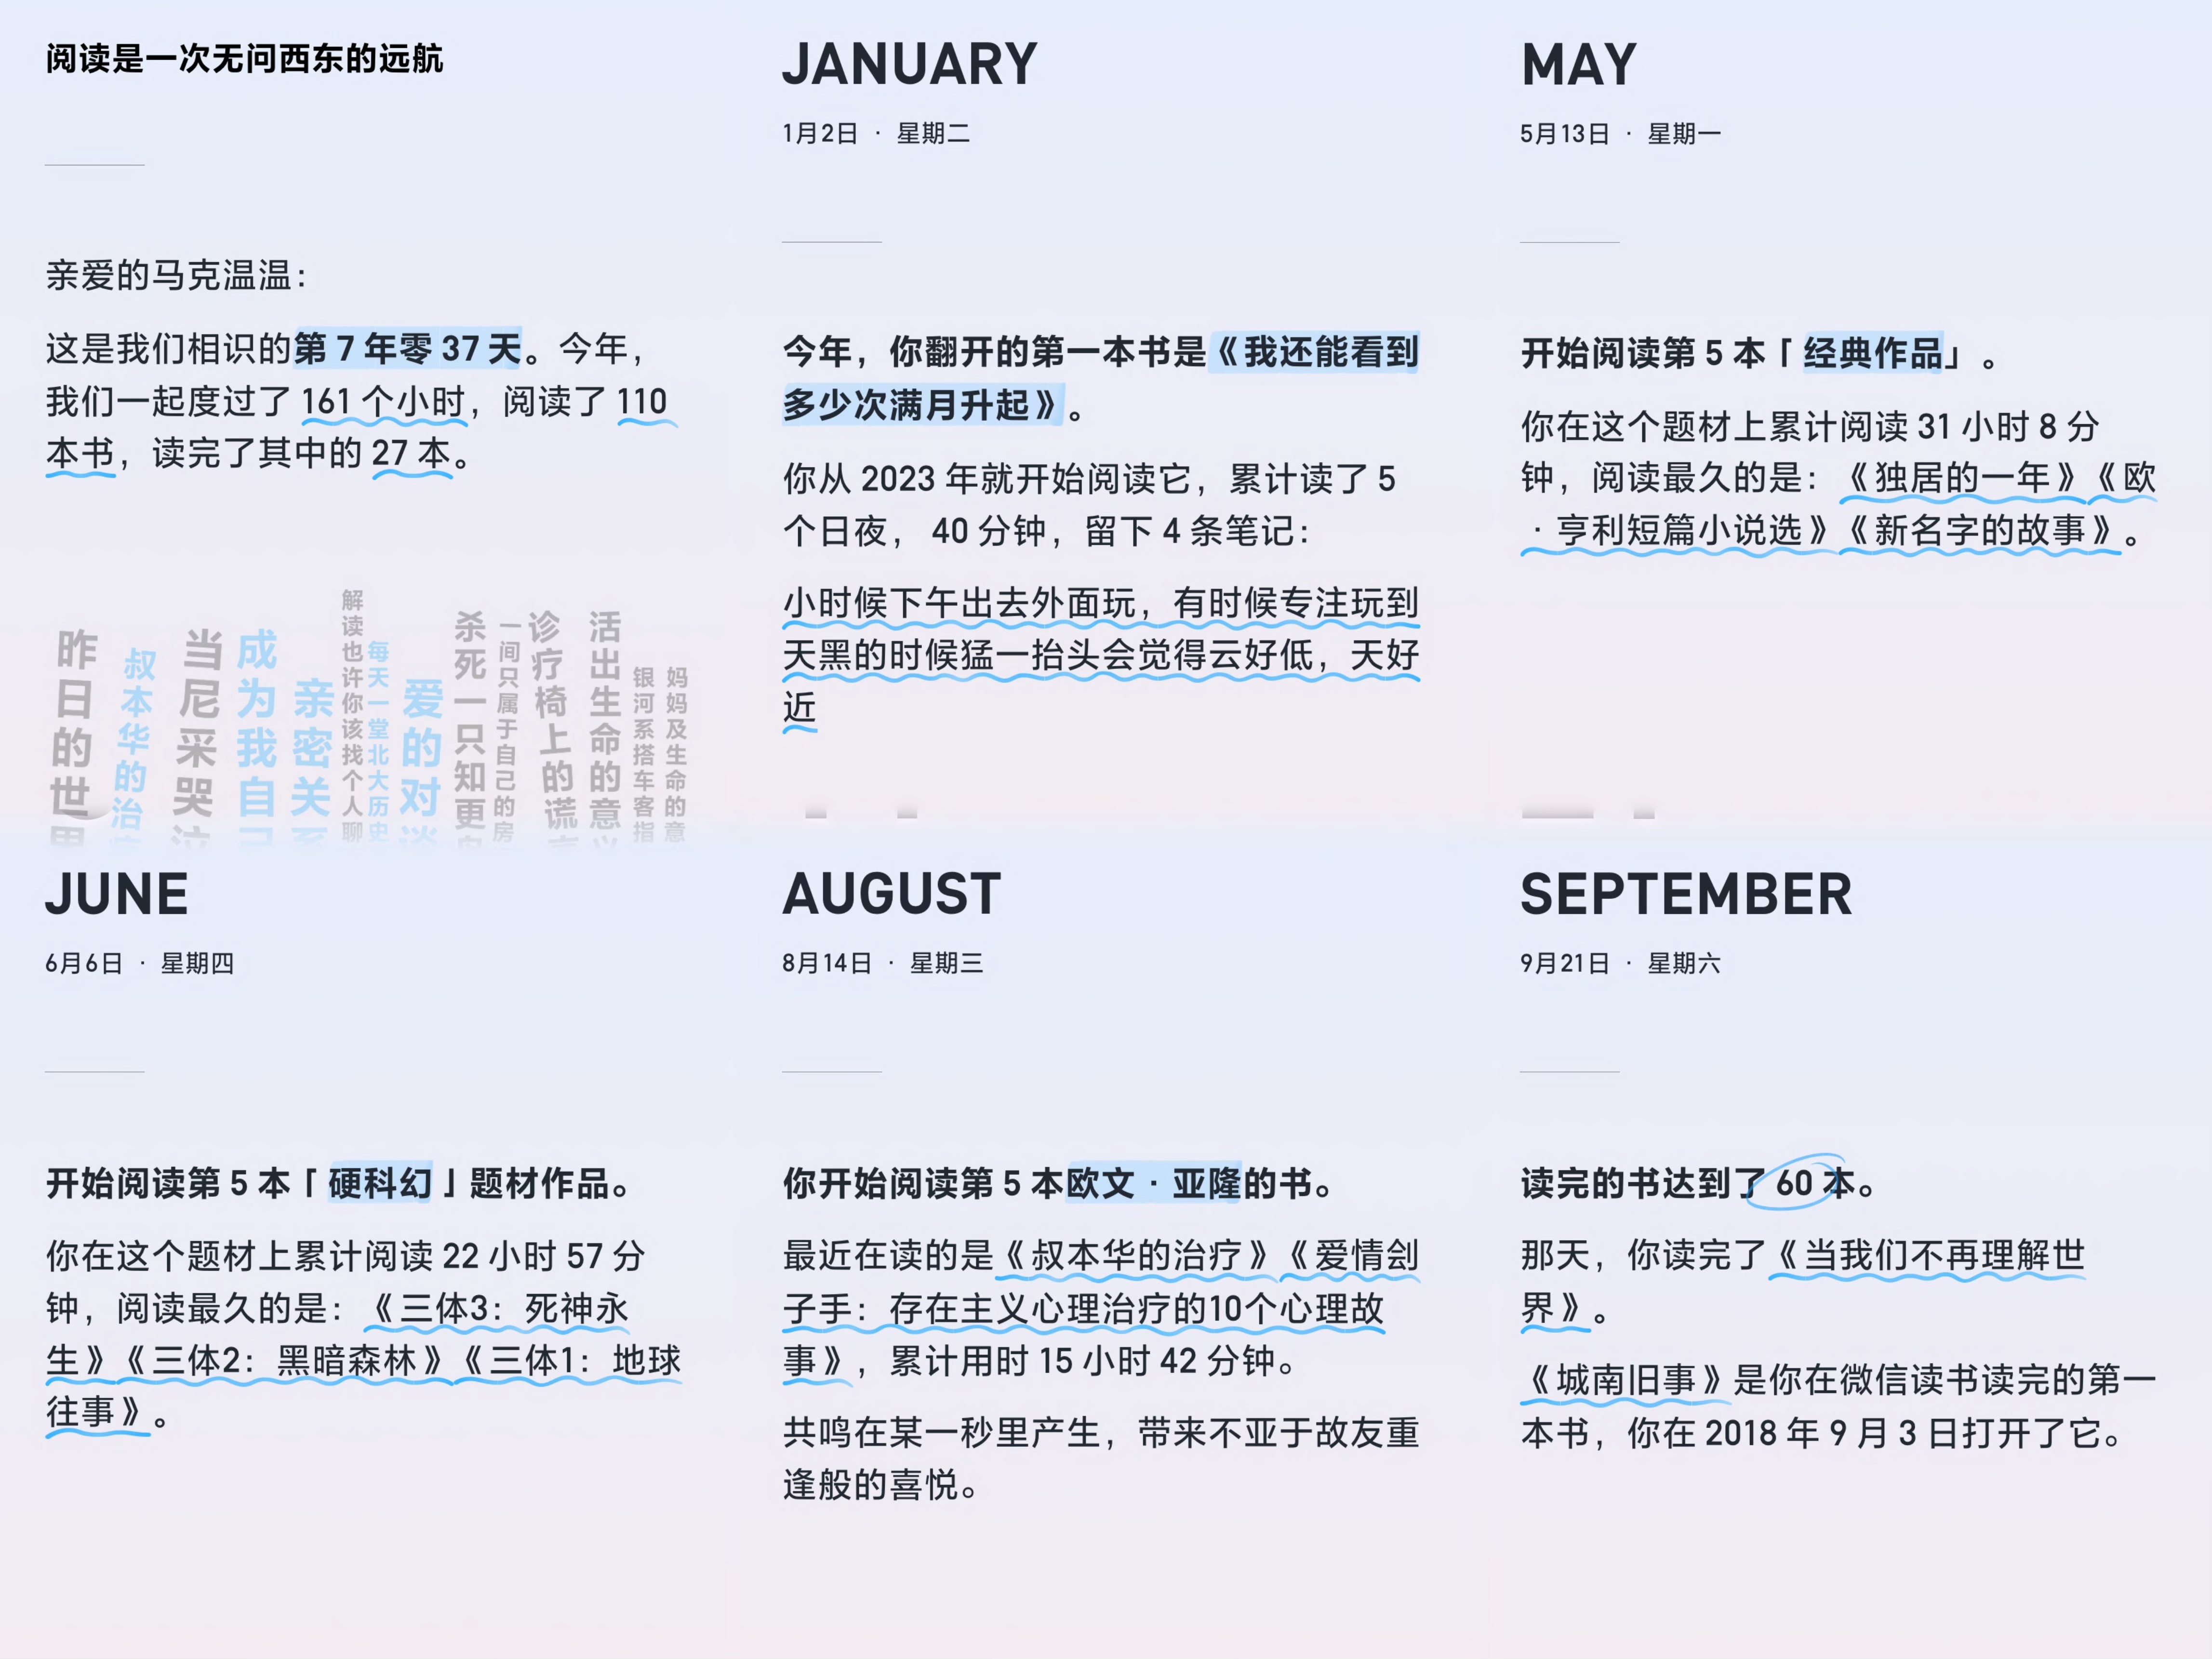 阅读是一次无问西东的远航
亲爱的马克温温：
这是我们相识的第 7 年零 37 天。今年，
我们一起度过了 161 个小时，阅读了 110
本书，读完了其中的 27 本。
昨日的世界
叔本华的治疗
当尼采哭泣
成为我自己
亲密关系
解读也许你该找个人聊
每天一堂北大历史
爱的对谈
杀死一只知更鸟
一间只属于自己的房
诊疗椅上的谎言
活出生命的意义
银河系搭车客指
妈妈及生命的意
JANUARY
1月2日 · 星期二
今年，你翻开的第一本书是《我还能看到
多少次满月升起》。
你从 2023 年就开始阅读它，累计读了 5
个日夜， 40 分钟，留下 4 条笔记：
小时候下午出去外面玩，有时候专注玩到
天黑的时候猛一抬头会觉得云好低，天好
近
MAY
5月13日 · 星期一
开始阅读第 5 本「经典作品」。
你在这个题材上累计阅读 31 小时 8 分
钟，阅读最久的是：《独居的一年》《欧
· 亨利短篇小说选》《新名字的故事》。
JUNE
6月6日 · 星期四
开始阅读第 5 本「硬科幻」题材作品。
你在这个题材上累计阅读 22 小时 57 分
钟，阅读最久的是：《三体3：死神永
生》《三体2：黑暗森林》《三体1：地球
往事》。
AUGUST
8月14日 · 星期三
你开始阅读第 5 本欧文 · 亚隆的书。
最近在读的是《叔本华的治疗》《爱情刽
子手：存在主义心理治疗的10个心理故
事》，累计用时 15 小时 42 分钟。
共鸣在某一秒里产生，带来不亚于故友重
逢般的喜悦。
SEPTEMBER
9月21日 · 星期六
读完的书达到了 60 本。
那天，你读完了《当我们不再理解世
界》。
《城南旧事》是你在微信读书读完的第一
本书，你在 2018 年 9 月 3 日打开了它。